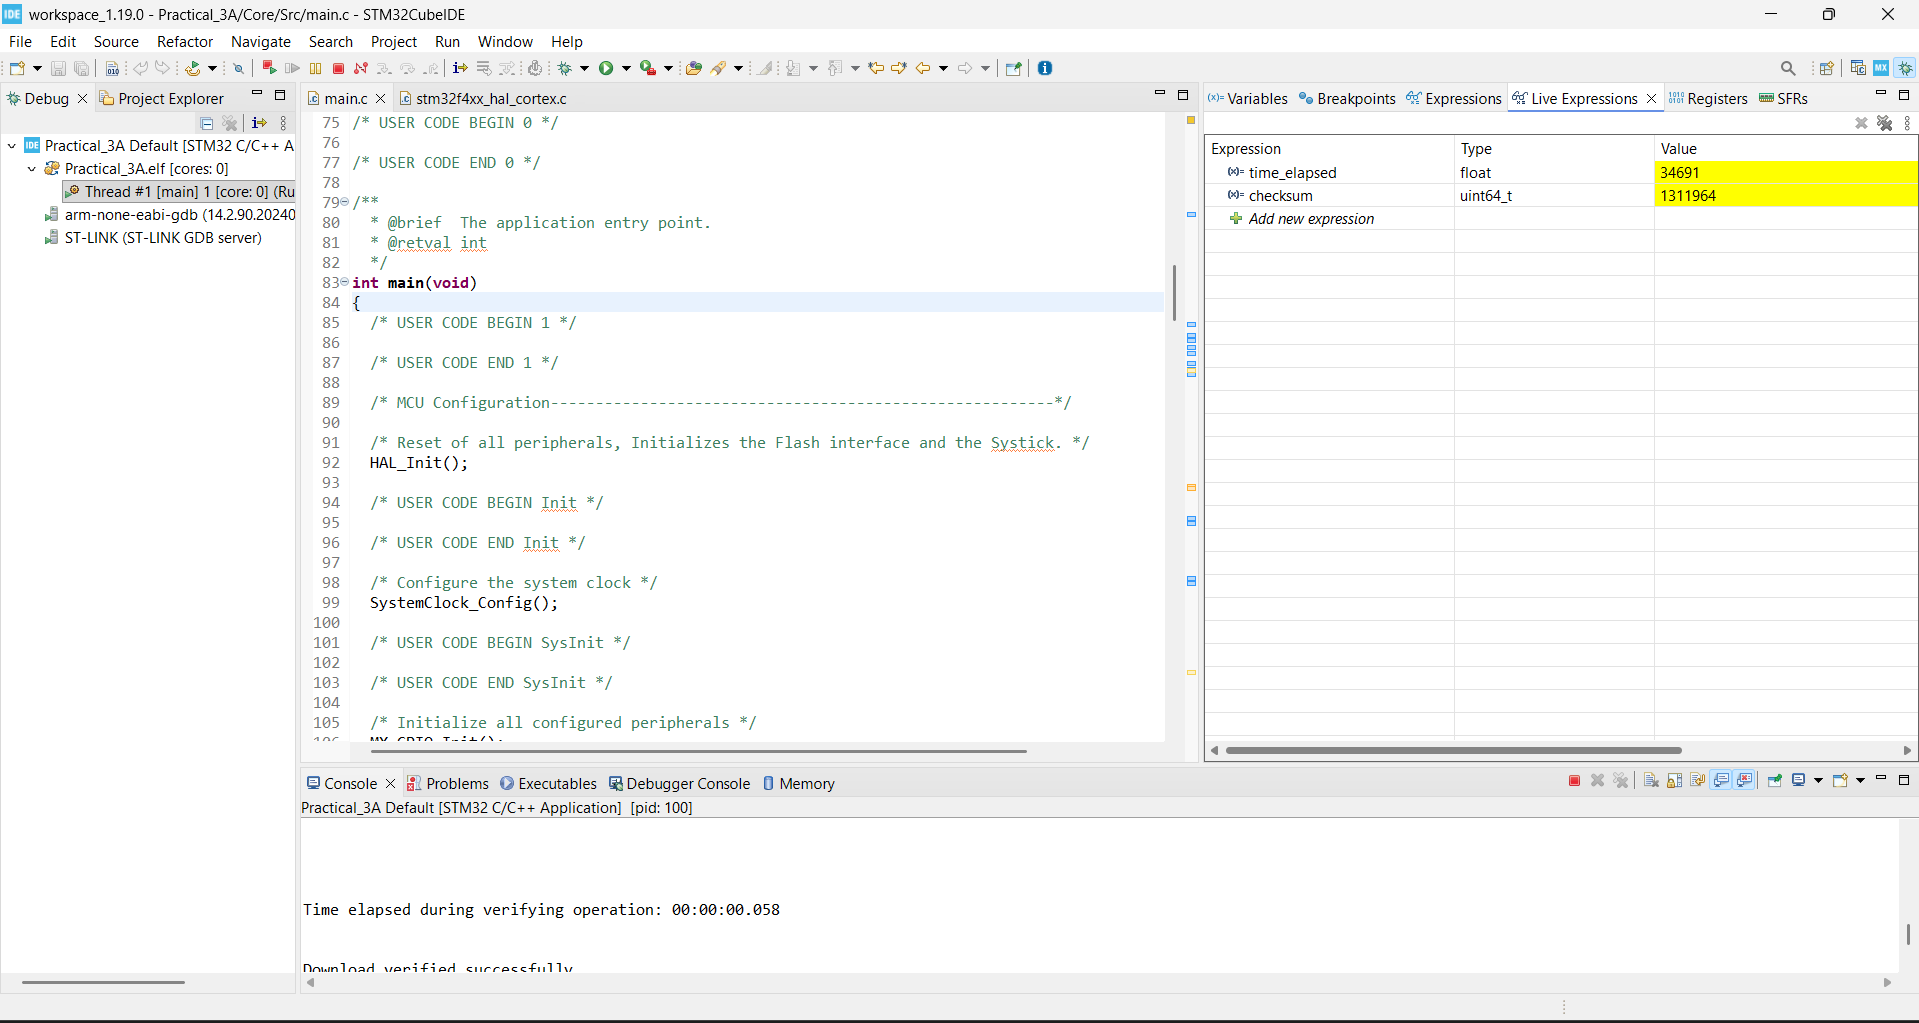 IDE workspace_1.19.0 - Practical_3A/Core/Src/main.c - STM32CubeIDE
File Edit Source Refactor Navigate Search Project Run Window Help
Debug Project Explorer
Practical_3A Default [STM32 C/C++ A
Practical_3A.elf [cores: 0]
Thread #1 [main] 1 [core: 0] (Ru
arm-none-eabi-gdb (14.2.90.20240
ST-LINK (ST-LINK GDB server)
main.c stm32f4xx_hal_cortex.c
75 /* USER CODE BEGIN 0 */
76
77 /* USER CODE END 0 */
78
79 /**
80 * @brief The application entry point.
81 * @retval int
82 */
83 int main(void)
84 {
85 /* USER CODE BEGIN 1 */
86
87 /* USER CODE END 1 */
88
89 /* MCU Configuration--------------------------------------------------------*/
90
91 /* Reset of all peripherals, Initializes the Flash interface and the Systick. */
92 HAL_Init();
93
94 /* USER CODE BEGIN Init */
95
96 /* USER CODE END Init */
97
98 /* Configure the system clock */
99 SystemClock_Config();
100
101 /* USER CODE BEGIN SysInit */
102
103 /* USER CODE END SysInit */
104
105 /* Initialize all configured peripherals */
106 MX_GPIO_Init();
Variables Breakpoints Expressions Live Expressions Registers SFRs
Expression Type Value
time_elapsed float 34691
checksum uint64_t 1311964
Add new expression
Console Problems Executables Debugger Console Memory
Practical_3A Default [STM32 C/C++ Application] [pid: 100]
Time elapsed during verifying operation: 00:00:00.058
Download verified successfully